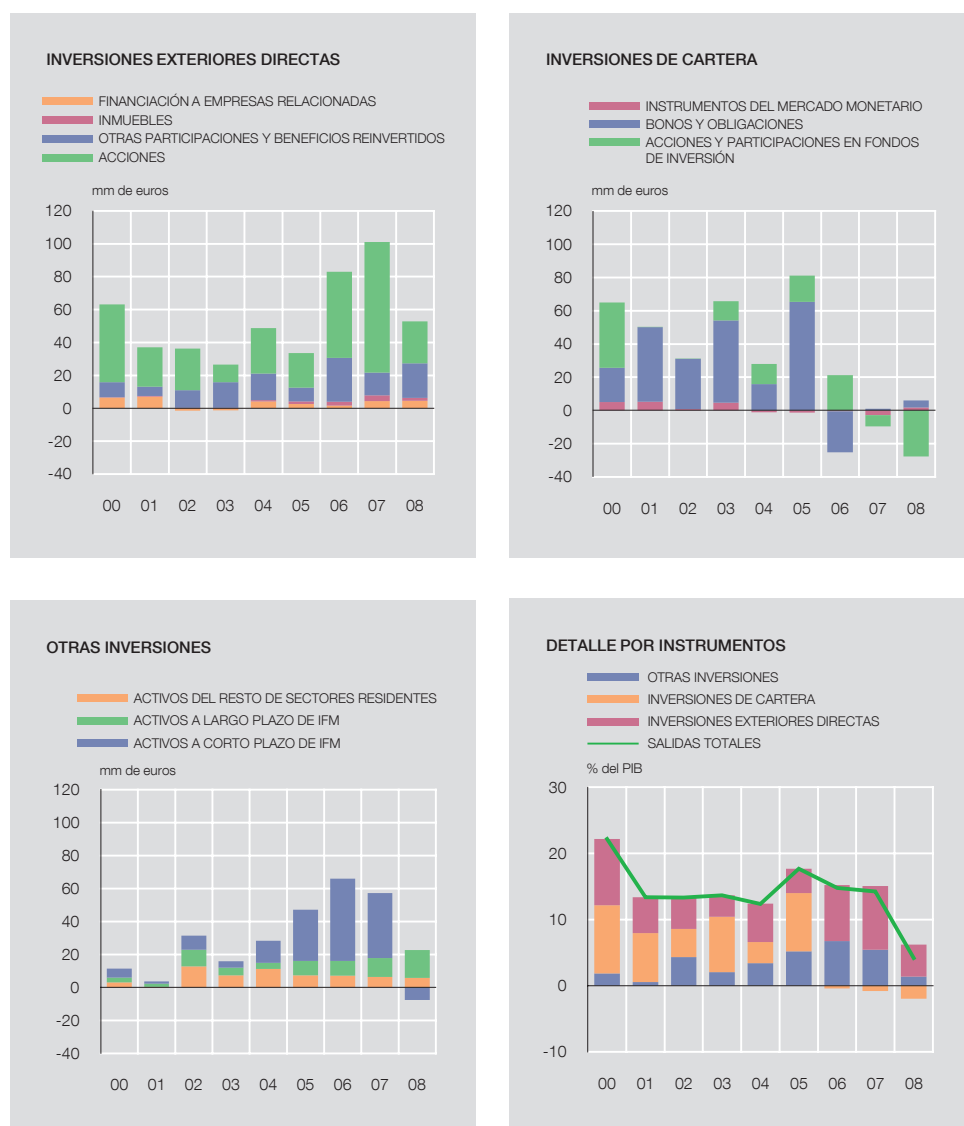 INVERSIONES EXTERIORES DIRECTAS
FINANCIACIÓN A EMPRESAS RELACIONADAS
INMUEBLES
OTRAS PARTICIPACIONES Y BENEFICIOS REINVERTIDOS
ACCIONES
mm de euros
120
100
80
60
40
20
0
-20
-40
00 01 02 03 04 05 06 07 08
INVERSIONES DE CARTERA
INSTRUMENTOS DEL MERCADO MONETARIO
BONOS Y OBLIGACIONES
ACCIONES Y PARTICIPACIONES EN FONDOS
DE INVERSIÓN
mm de euros
120
100
80
60
40
20
0
-20
-40
00 01 02 03 04 05 06 07 08
OTRAS INVERSIONES
ACTIVOS DEL RESTO DE SECTORES RESIDENTES
ACTIVOS A LARGO PLAZO DE IFM
ACTIVOS A CORTO PLAZO DE IFM
mm de euros
120
100
80
60
40
20
0
-20
-40
00 01 02 03 04 05 06 07 08
DETALLE POR INSTRUMENTOS
OTRAS INVERSIONES
INVERSIONES DE CARTERA
INVERSIONES EXTERIORES DIRECTAS
SALIDAS TOTALES
% del PIB
30
20
10
0
-10
00 01 02 03 04 05 06 07 08